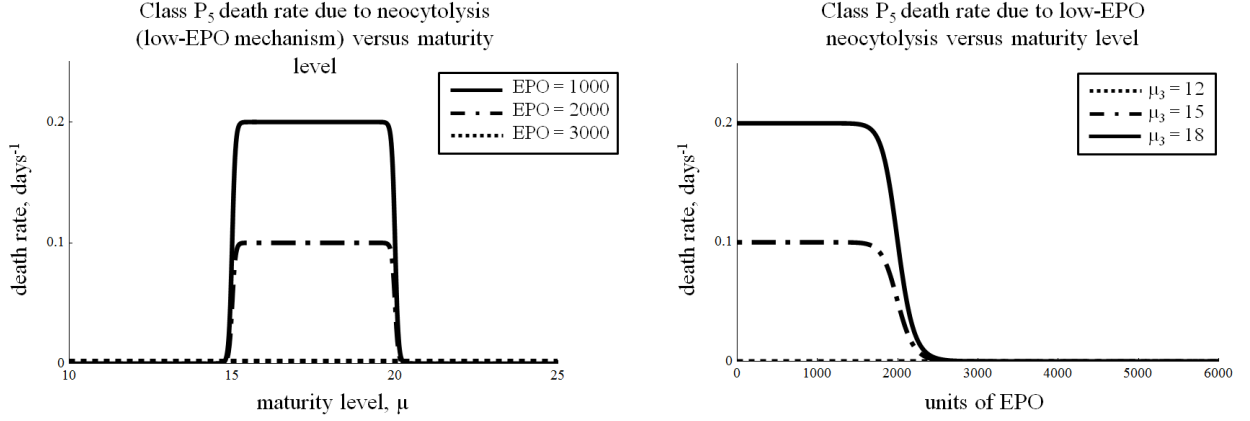 Class P₅ death rate due to neocytolysis
(low-EPO mechanism) versus maturity
level
EPO = 1000
EPO = 2000
EPO = 3000
0.2
0.1
0
death rate, days⁻¹
10
15
20
25
maturity level, μ
Class P₅ death rate due to low-EPO
neocytolysis versus maturity level
μ₃ = 12
μ₃ = 15
μ₃ = 18
0.2
0.1
0
death rate, days⁻¹
0
1000
2000
3000
4000
5000
6000
units of EPO